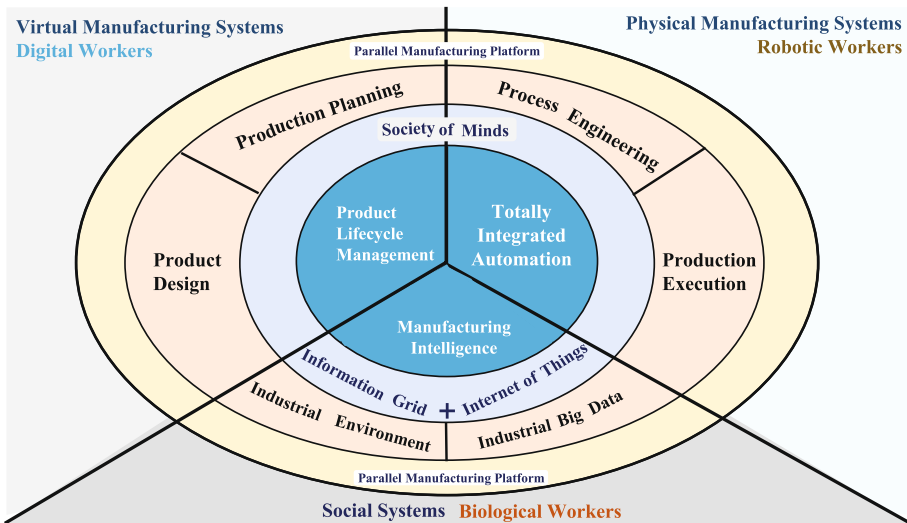 Virtual Manufacturing Systems
Digital Workers
Physical Manufacturing Systems
Robotic Workers
Parallel Manufacturing Platform
Production Planning
Process Engineering
Society of Minds
Product
Lifecycle
Management
Totally
Integrated
Automation
Product
Design
Production
Execution
Manufacturing
Intelligence
Information Grid + Internet of Things
Industrial Environment
Industrial Big Data
Parallel Manufacturing Platform
Social Systems Biological Workers